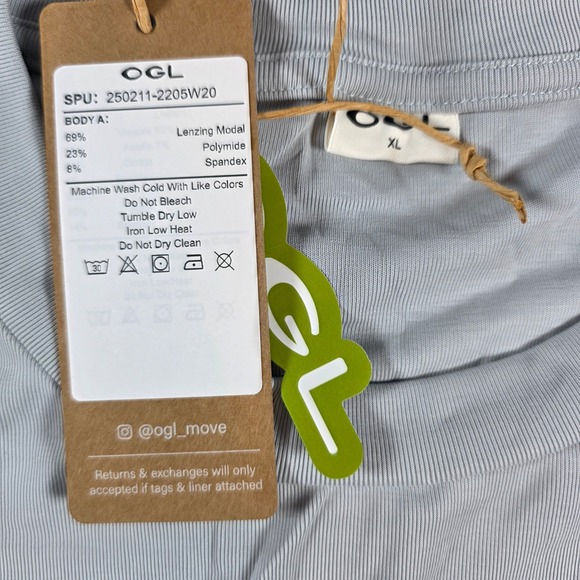 OGL
SPU: 250211-2205W20
BODY A:
69% Lenzing Modal
23% Polymide
8% Spandex
Machine Wash Cold With Like Colors
Do Not Bleach
Tumble Dry Low
Iron Low Heat
Do Not Dry Clean
30
@ogl_move
Returns & exchanges will only
accepted if tags & liner attached
OGL
XL
GL